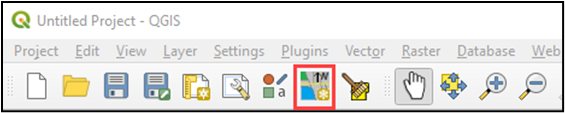 Untitled Project - QGIS
Project Edit View Layer Settings Plugins Vector Raster Database Web
a